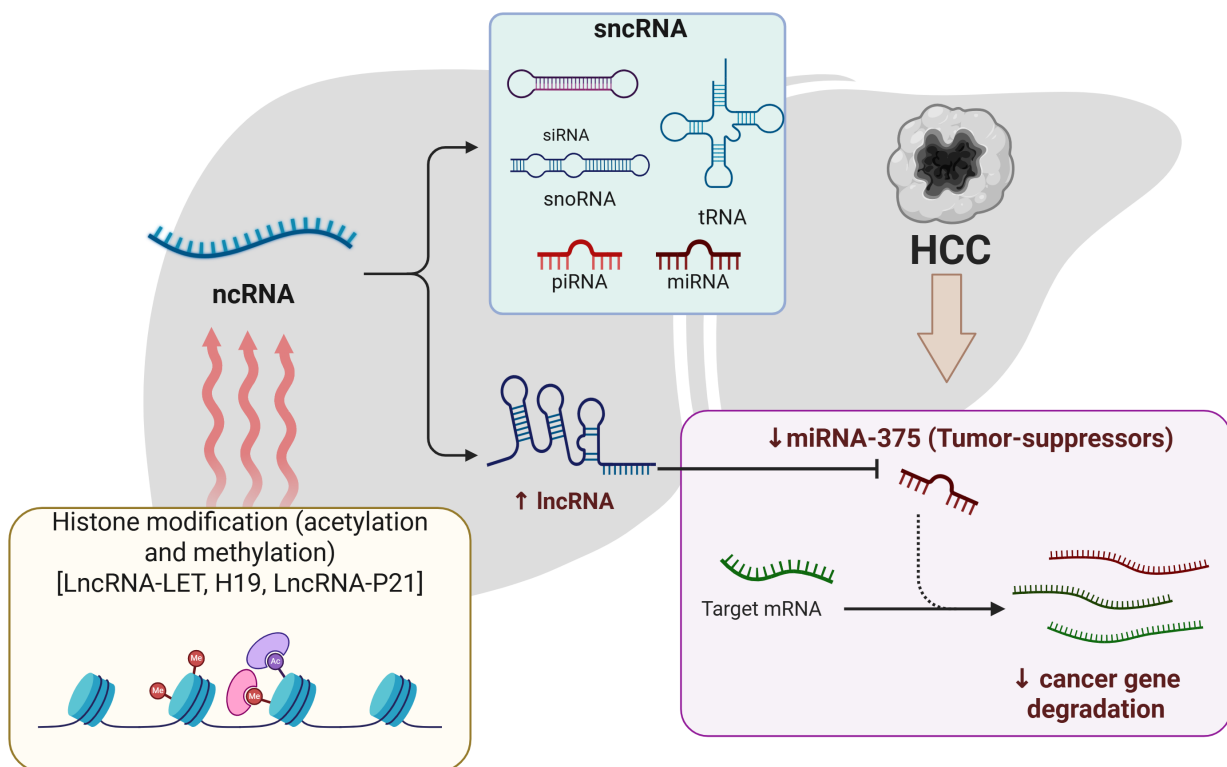 sncRNA
siRNA
snoRNA
tRNA
piRNA
miRNA
ncRNA
HCC
↑ lncRNA
↓miRNA-375 (Tumor-suppressors)
Target mRNA
↓ cancer gene
degradation
Histone modification (acetylation
and methylation)
[LncRNA-LET, H19, LncRNA-P21]
Me
Me
Ac
Me